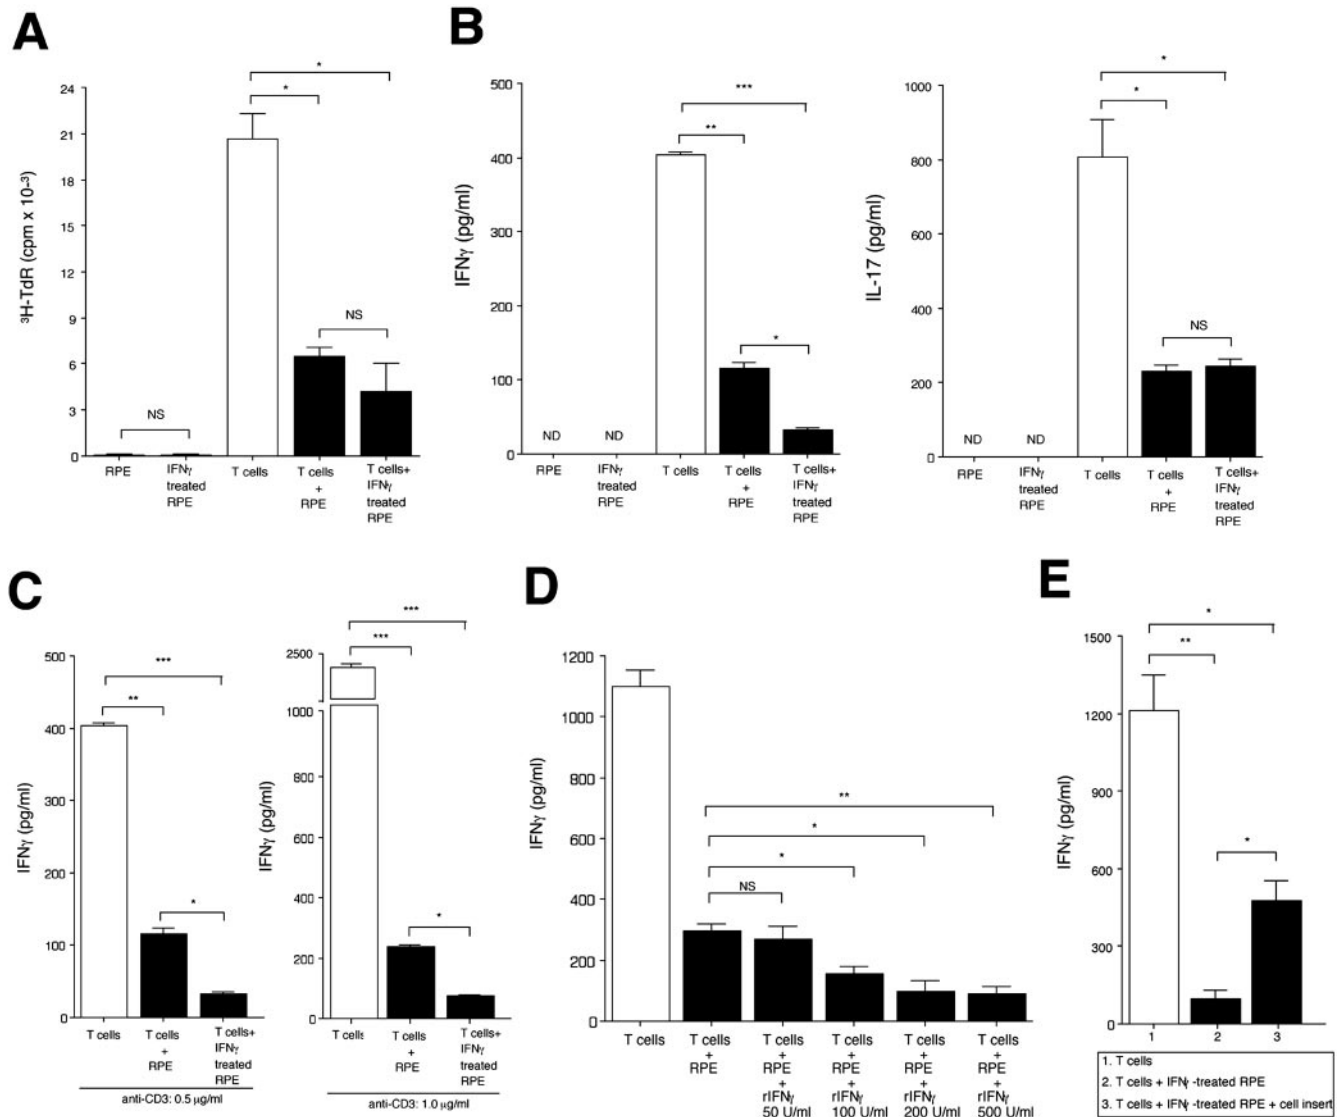 A
³H-TdR (cpm x 10⁻³)
24
21
18
15
12
9
6
3
0
*
*
NS
NS
RPE
IFNγ
treated
RPE
T cells
T cells
+
RPE
T cells+
IFNγ
treated
RPE
B
IFNγ (pg/ml)
500
400
300
200
100
0
***
**
*
ND
ND
RPE
IFNγ
treated
RPE
T cells
T cells
+
RPE
T cells+
IFNγ
treated
RPE
IL-17 (pg/ml)
1000
800
600
400
200
0
*
*
NS
ND
ND
RPE
IFNγ
treated
RPE
T cells
T cells
+
RPE
T cells+
IFNγ
treated
RPE
C
IFNγ (pg/ml)
500
400
300
200
100
0
***
**
*
T cells
T cells
+
RPE
T cells+
IFNγ
treated
RPE
anti-CD3: 0.5 μg/ml
IFNγ (pg/ml)
2500
1000
800
600
400
200
0
***
***
*
T cells
T cells
+
RPE
T cells+
IFNγ
treated
RPE
anti-CD3: 1.0 μg/ml
D
IFNγ (pg/ml)
1200
1000
800
600
400
200
0
**
*
*
NS
T cells
T cells
+
RPE
T cells
+
RPE
+
rIFNγ
50 U/ml
T cells
+
RPE
+
rIFNγ
100 U/ml
T cells
+
RPE
+
rIFNγ
200 U/ml
T cells
+
RPE
+
rIFNγ
500 U/ml
E
IFNγ (pg/ml)
1500
1200
900
600
300
0
*
**
*
1
2
3
1. T cells
2. T cells + IFNγ -treated RPE
3. T cells + IFNγ -treated RPE + cell insert